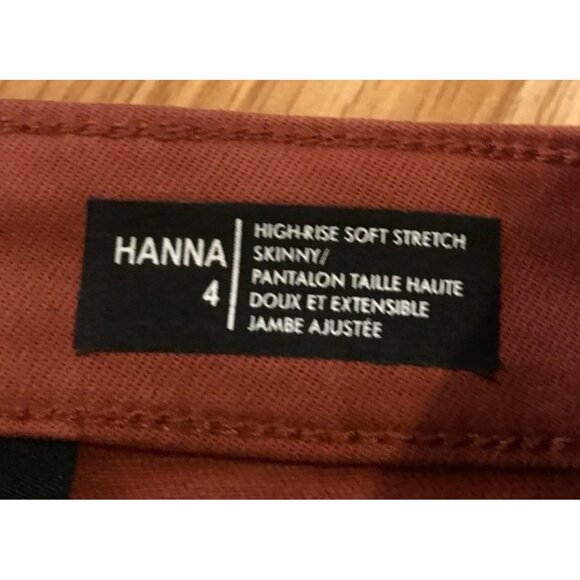 HANNA
4
HIGH-RISE SOFT STRETCH
SKINNY/
PANTALON TAILLE HAUTE
DOUX ET EXTENSIBLE
JAMBE AJUSTÉE